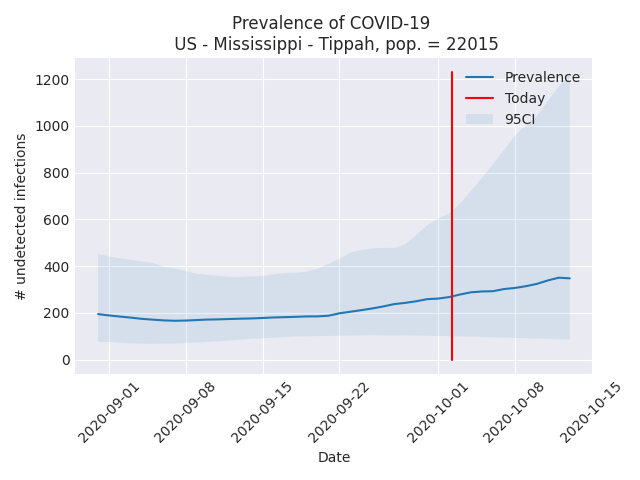 Prevalence of COVID-19
US - Mississippi - Tippah, pop. = 22015
Prevalence
Today
95CI
1200
1000
800
600
400
200
0
# undetected infections
2020-09-01
2020-09-08
2020-09-15
2020-09-22
2020-10-01
2020-10-08
2020-10-15
Date